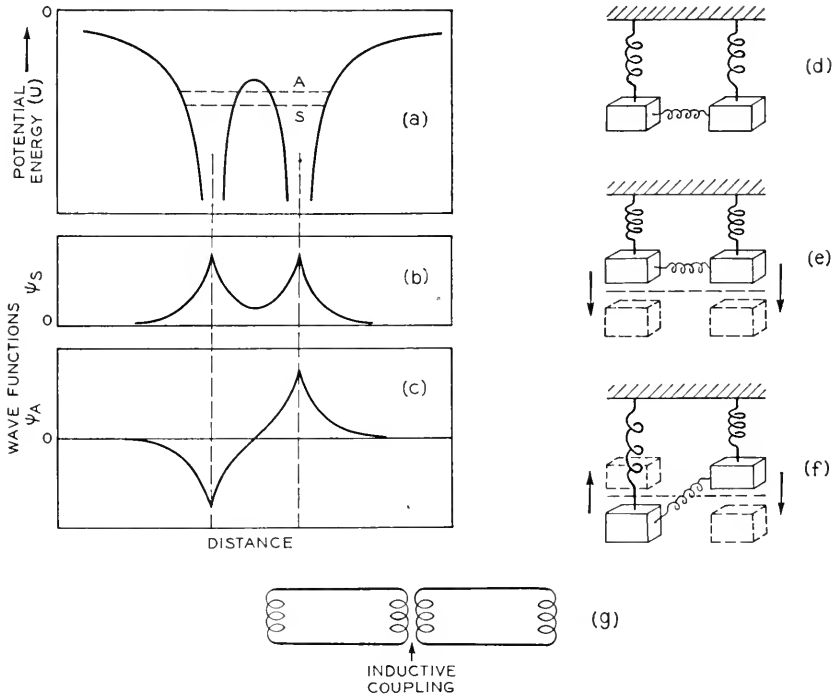 0
POTENTIAL
ENERGY (U)
A
S
(a)
WAVE FUNCTIONS
ψS
0
(b)
ψA
0
(c)
DISTANCE
(d)
(e)
(f)
(g)
INDUCTIVE
COUPLING